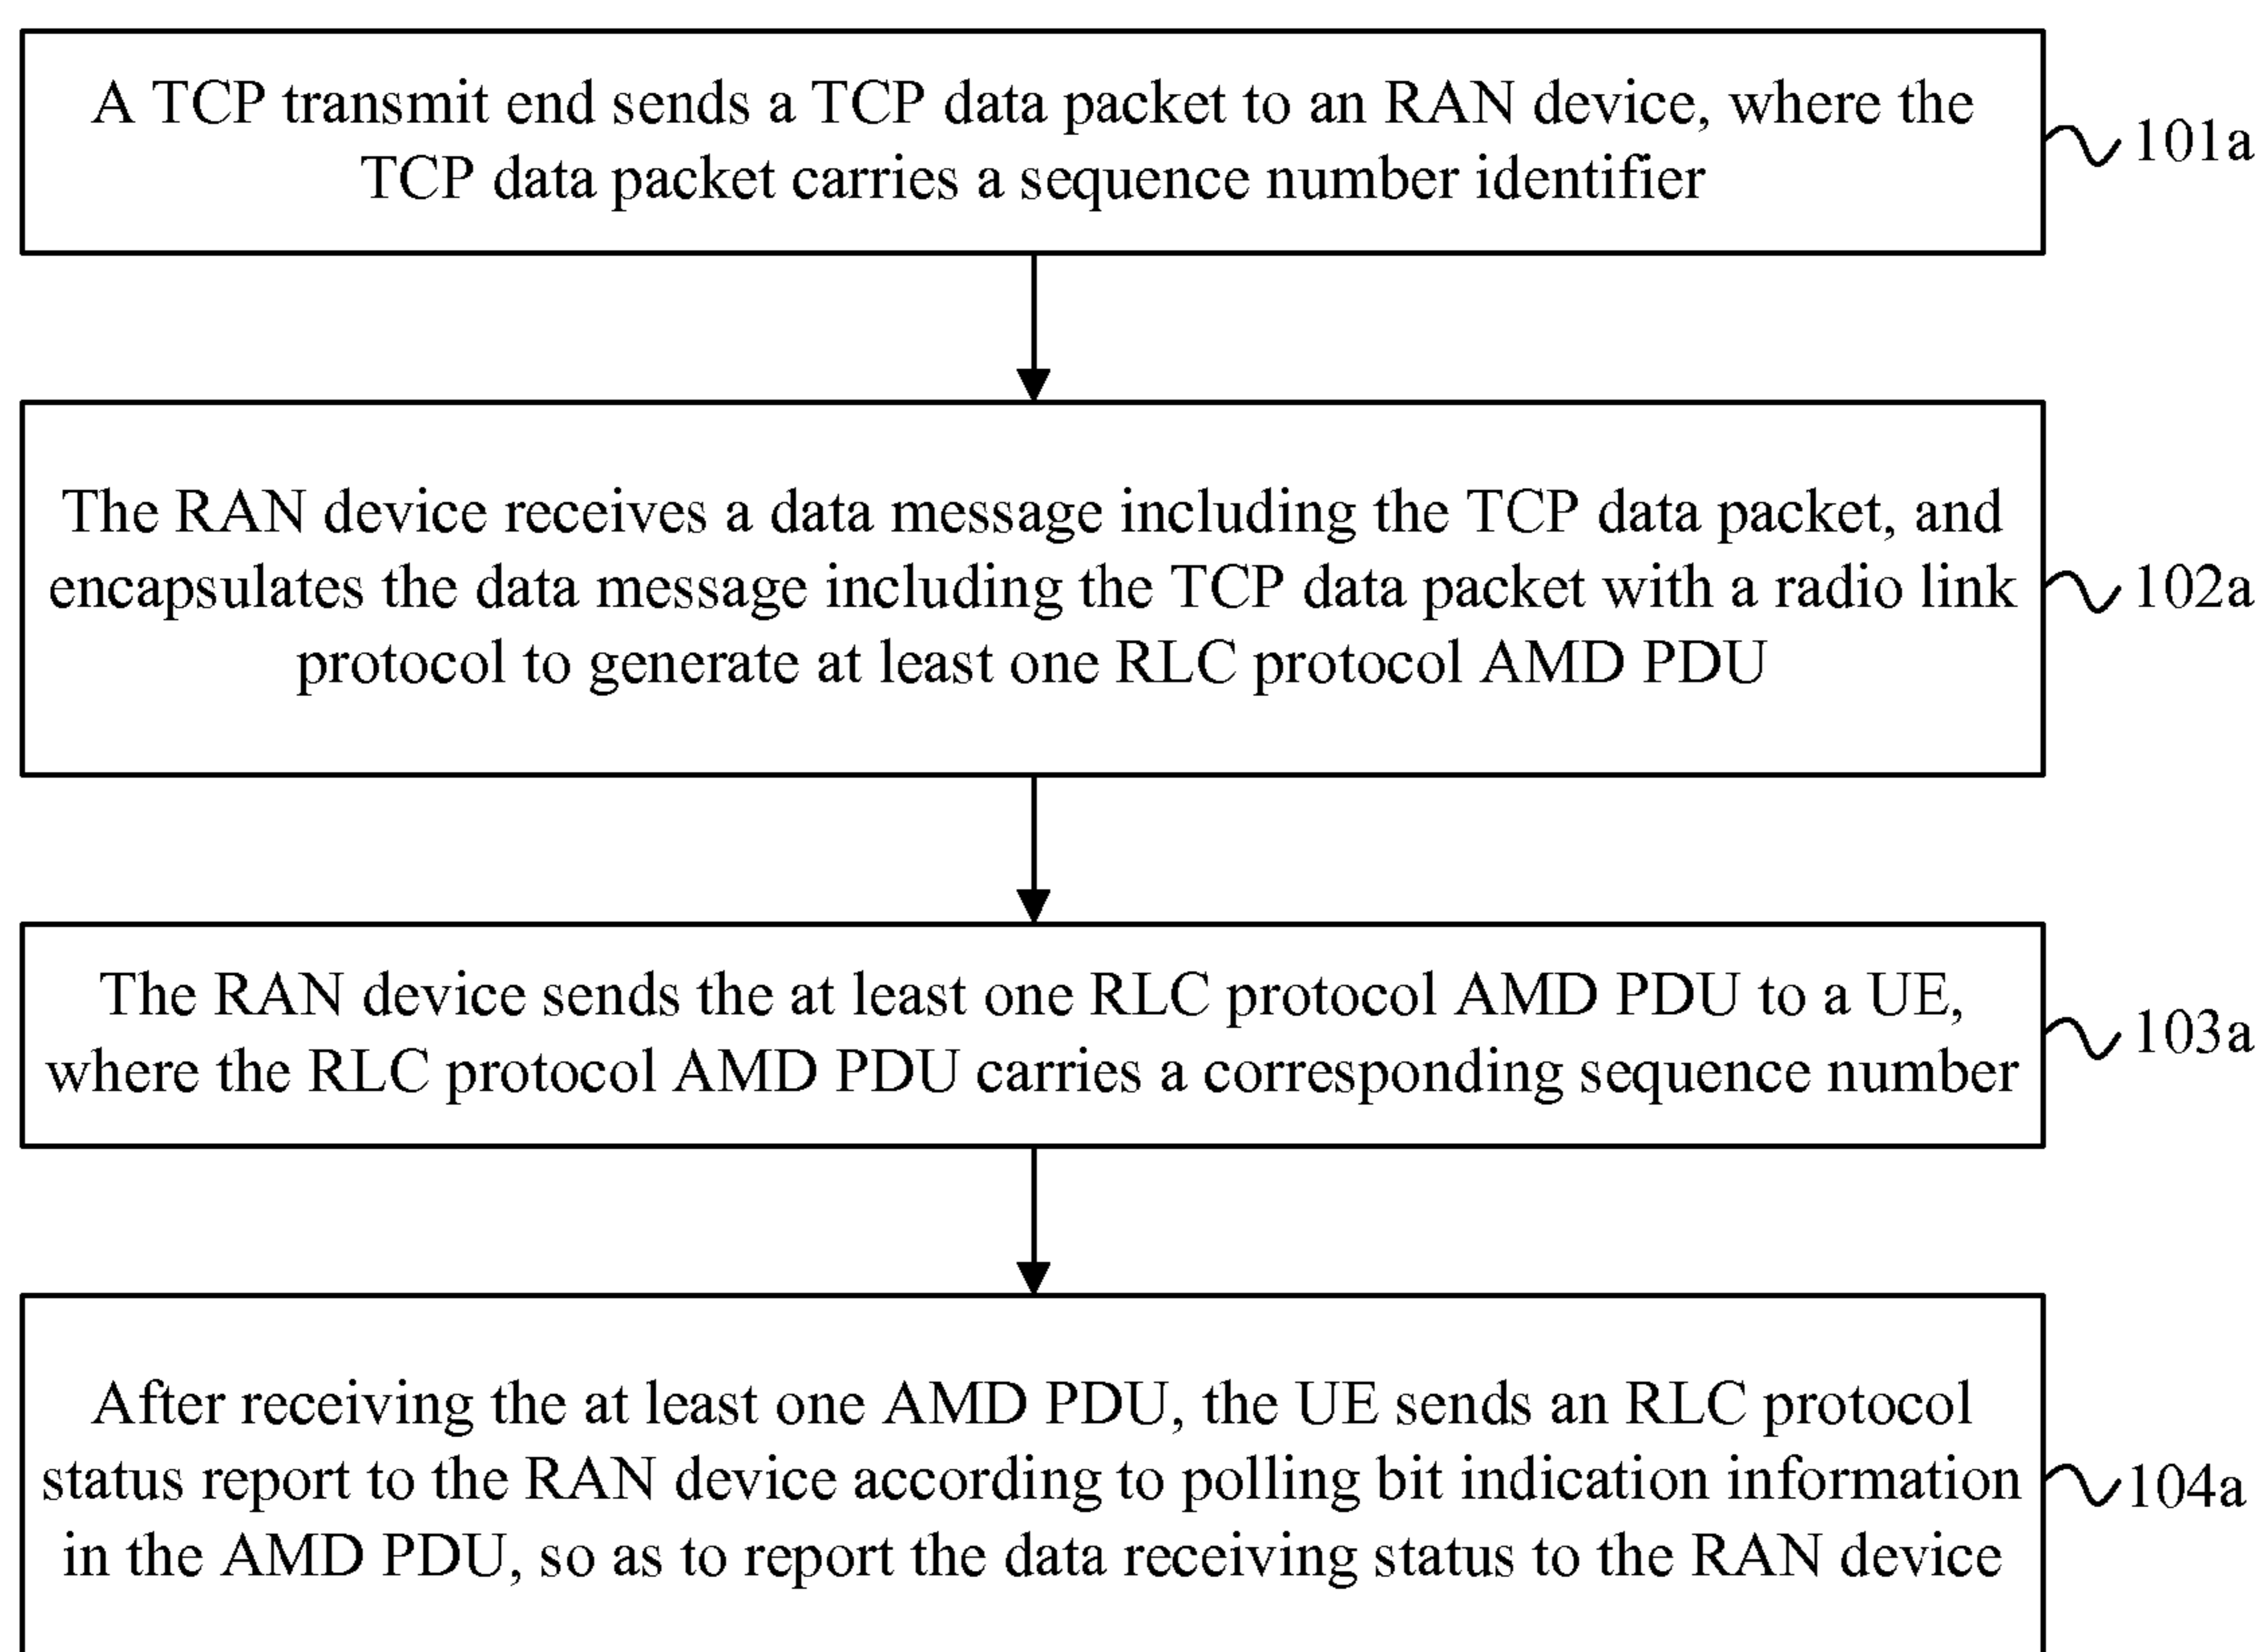 A TCP transmit end sends a TCP data packet to an RAN device, where the
TCP data packet carries a sequence number identifier
101a
The RAN device receives a data message including the TCP data packet, and
encapsulates the data message including the TCP data packet with a radio link
protocol to generate at least one RLC protocol AMD PDU
102a
The RAN device sends the at least one RLC protocol AMD PDU to a UE,
where the RLC protocol AMD PDU carries a corresponding sequence number
103a
After receiving the at least one AMD PDU, the UE sends an RLC protocol
status report to the RAN device according to polling bit indication information
in the AMD PDU, so as to report the data receiving status to the RAN device
104a